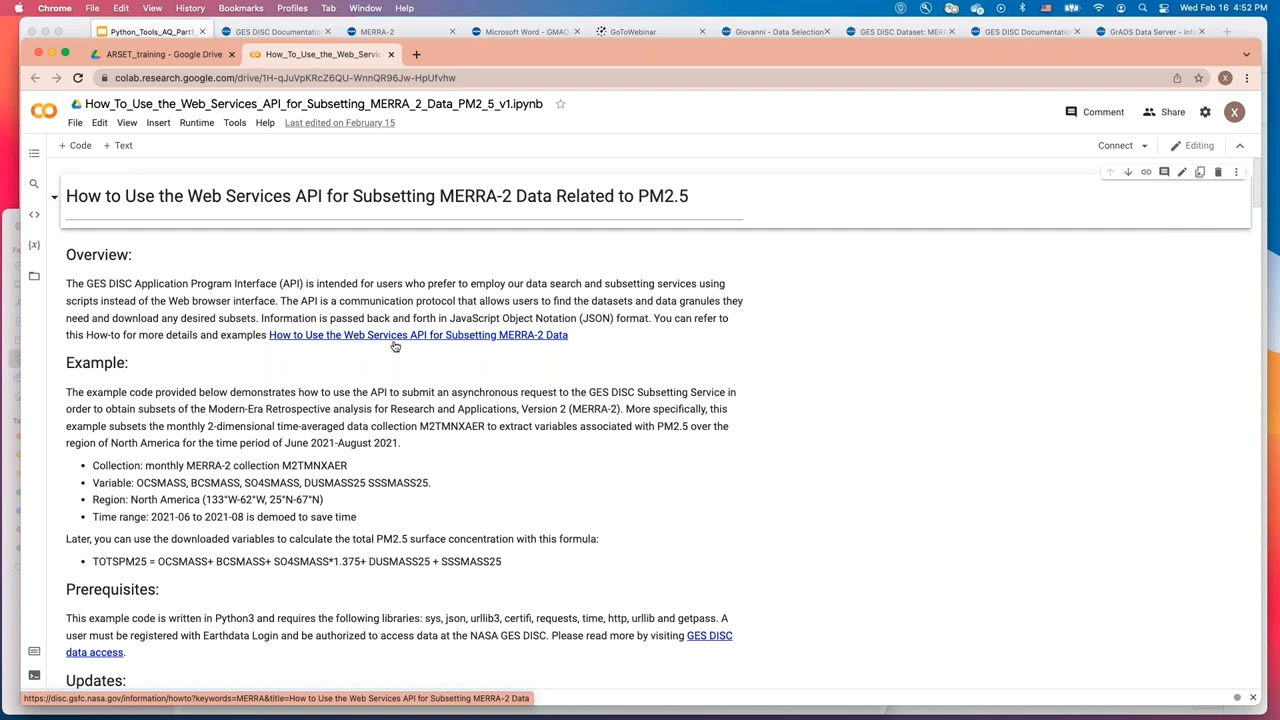 Chrome File Edit View History Bookmarks Profiles Tab Window Help Wed Feb 16 4:52 PM
Python_Tools_AQ_Part1 GES DISC Documentation MERRA-2 Microsoft Word - GMAO GoToWebinar Giovanni - Data Selection GES DISC Dataset: MERRA GES DISC Documentation GrADS Data Server - info
ARSET_training - Google Drive How_To_Use_the_Web_Servic
colab.research.google.com/drive/1H-qJuVpKRcZ6QU-WnnQR96Jw-HpUfvhw X
How_To_Use_the_Web_Services_API_for_Subsetting_MERRA_2_Data_PM2_5_v1.ipynb
Comment Share X
File Edit View Insert Runtime Tools Help Last edited on February 15
+ Code + Text Connect Editing
How to Use the Web Services API for Subsetting MERRA-2 Data Related to PM2.5
Overview:
The GES DISC Application Program Interface (API) is intended for users who prefer to employ our data search and subsetting services using
scripts instead of the Web browser interface. The API is a communication protocol that allows users to find the datasets and data granules they
need and download any desired subsets. Information is passed back and forth in JavaScript Object Notation (JSON) format. You can refer to
this How-to for more details and examples How to Use the Web Services API for Subsetting MERRA-2 Data
Example:
The example code provided below demonstrates how to use the API to submit an asynchronous request to the GES DISC Subsetting Service in
order to obtain subsets of the Modern-Era Retrospective analysis for Research and Applications, Version 2 (MERRA-2). More specifically, this
example subsets the monthly 2-dimensional time-averaged data collection M2TMNXAER to extract variables associated with PM2.5 over the
region of North America for the time period of June 2021-August 2021.
• Collection: monthly MERRA-2 collection M2TMNXAER
• Variable: OCSMASS, BCSMASS, SO4SMASS, DUSMASS25 SSSMASS25.
• Region: North America (133°W-62°W, 25°N-67°N)
• Time range: 2021-06 to 2021-08 is demoed to save time
Later, you can use the downloaded variables to calculate the total PM2.5 surface concentration with this formula:
• TOTSPM25 = OCSMASS+ BCSMASS+ SO4SMASS*1.375+ DUSMASS25 + SSSMASS25
Prerequisites:
This example code is written in Python3 and requires the following libraries: sys, json, urllib3, certifi, requests, time, http, urllib and getpass. A
user must be registered with Earthdata Login and be authorized to access data at the NASA GES DISC. Please read more by visiting GES DISC
data access.
Updates:
https://disc.gsfc.nasa.gov/information/howto?keywords=MERRA&title=How to Use the Web Services API for Subsetting MERRA-2 Data